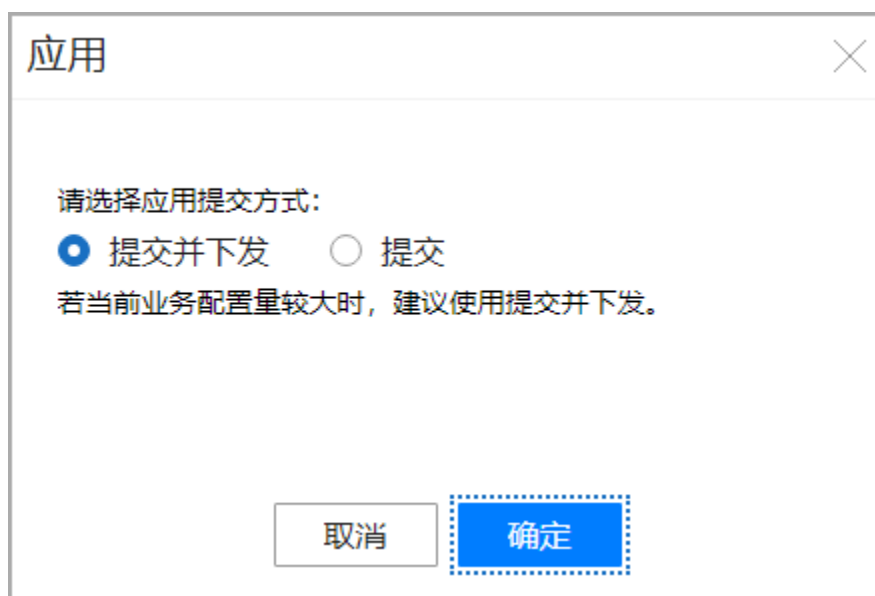 应用
请选择应用提交方式：
提交并下发 提交
若当前业务配置量较大时，建议使用提交并下发。
取消 确定